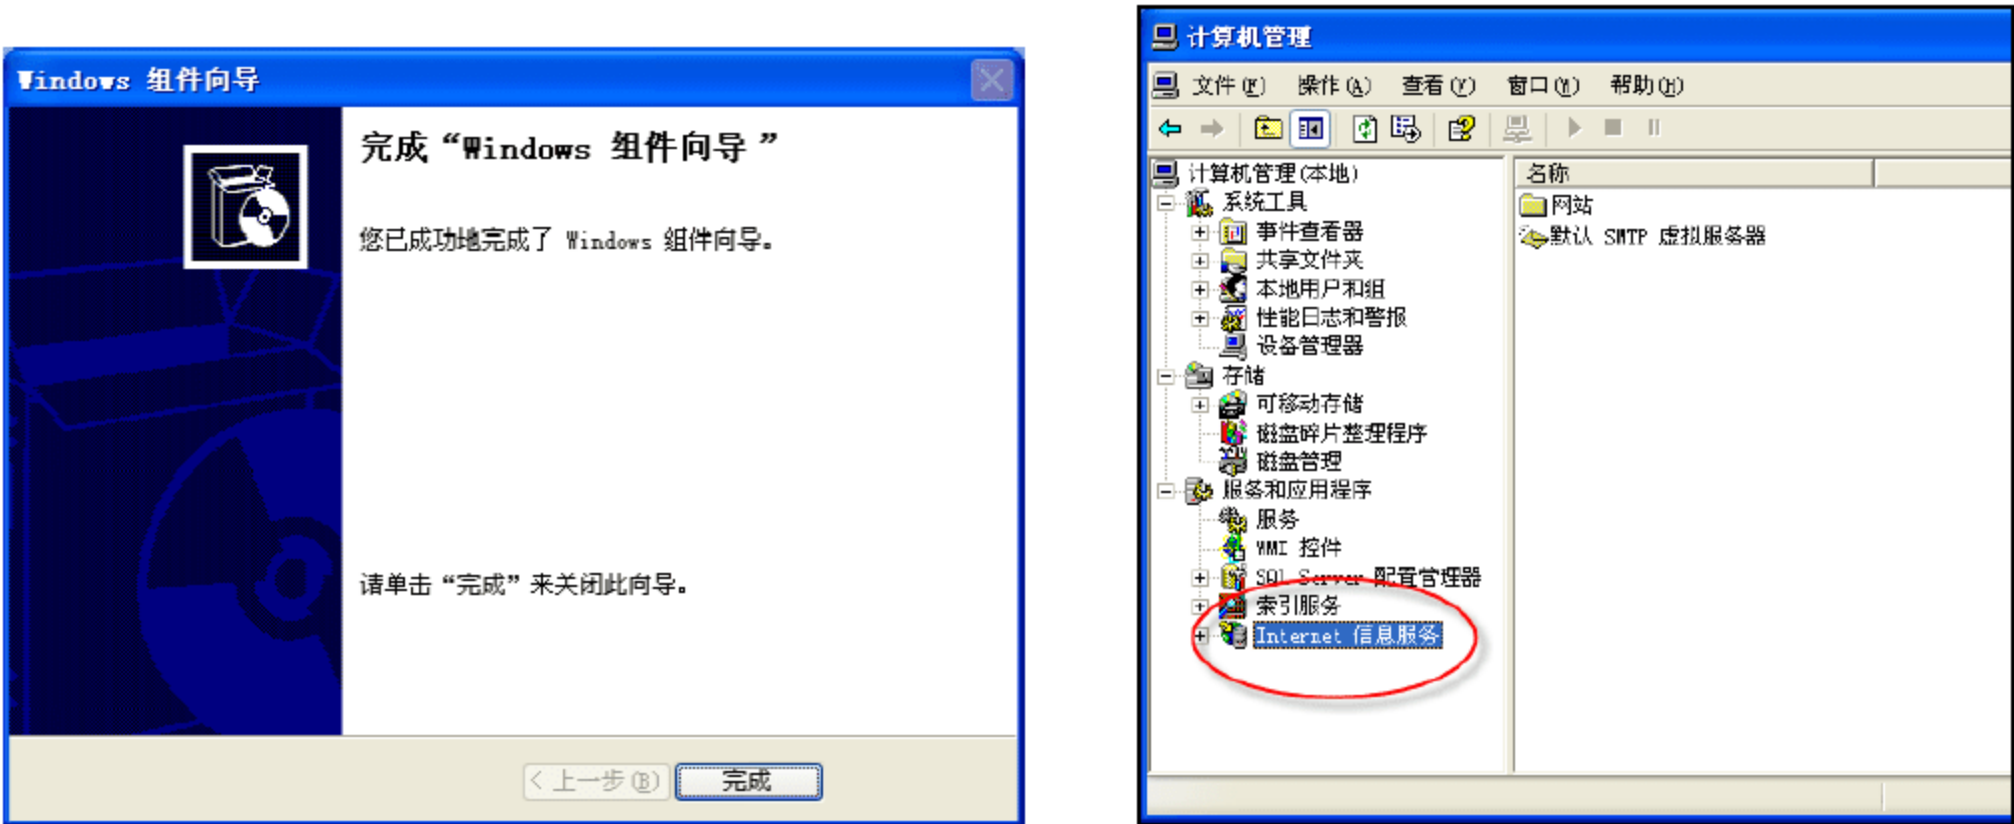 Windows 组件向导
完成“Windows 组件向导 ”
您已成功地完成了 Windows 组件向导。
请单击“完成”来关闭此向导。
< 上一步(B)
完成
计算机管理
文件(F) 操作(A) 查看(V) 窗口(W) 帮助(H)
计算机管理(本地)
系统工具
事件查看器
共享文件夹
本地用户和组
性能日志和警报
设备管理器
存储
可移动存储
磁盘碎片整理程序
磁盘管理
服务和应用程序
服务
WMI 控件
SQL Server 配置管理器
索引服务
Internet 信息服务
名称
网站
默认 SMTP 虚拟服务器